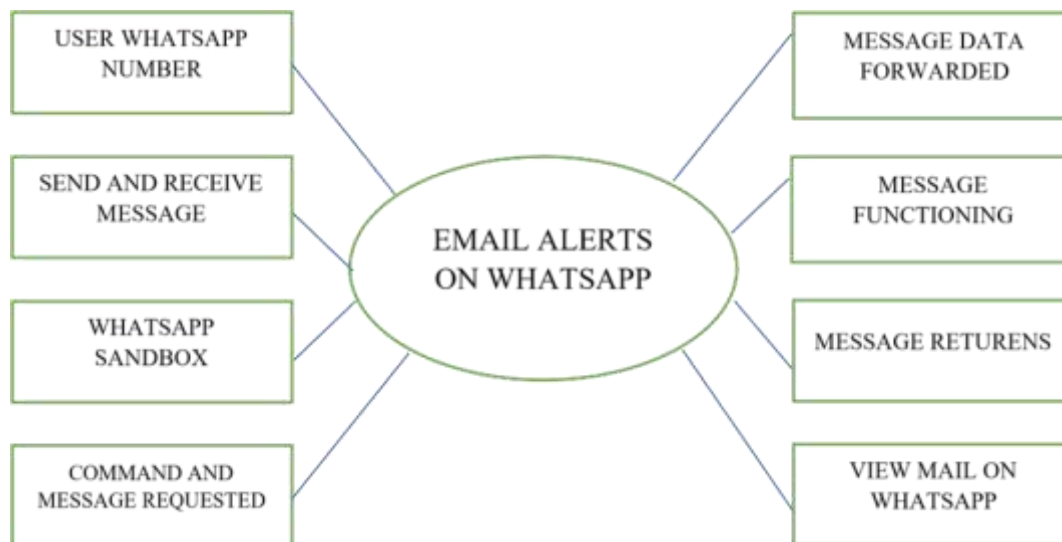 USER WHATSAPP
NUMBER
SEND AND RECEIVE
MESSAGE
WHATSAPP
SANDBOX
COMMAND AND
MESSAGE REQUESTED
EMAIL ALERTS
ON WHATSAPP
MESSAGE DATA
FORWARDED
MESSAGE
FUNCTIONING
MESSAGE RETURENS
VIEW MAIL ON
WHATSAPP